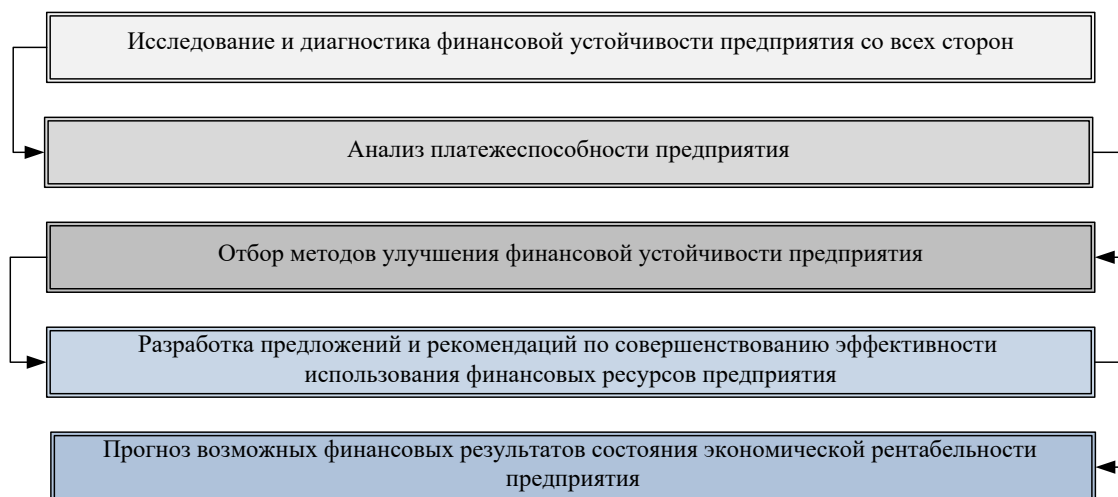 Исследование и диагностика финансовой устойчивости предприятия со всех сторон
Анализ платежеспособности предприятия
Отбор методов улучшения финансовой устойчивости предприятия
Разработка предложений и рекомендаций по совершенствованию эффективности
использования финансовых ресурсов предприятия
Прогноз возможных финансовых результатов состояния экономической рентабельности
предприятия